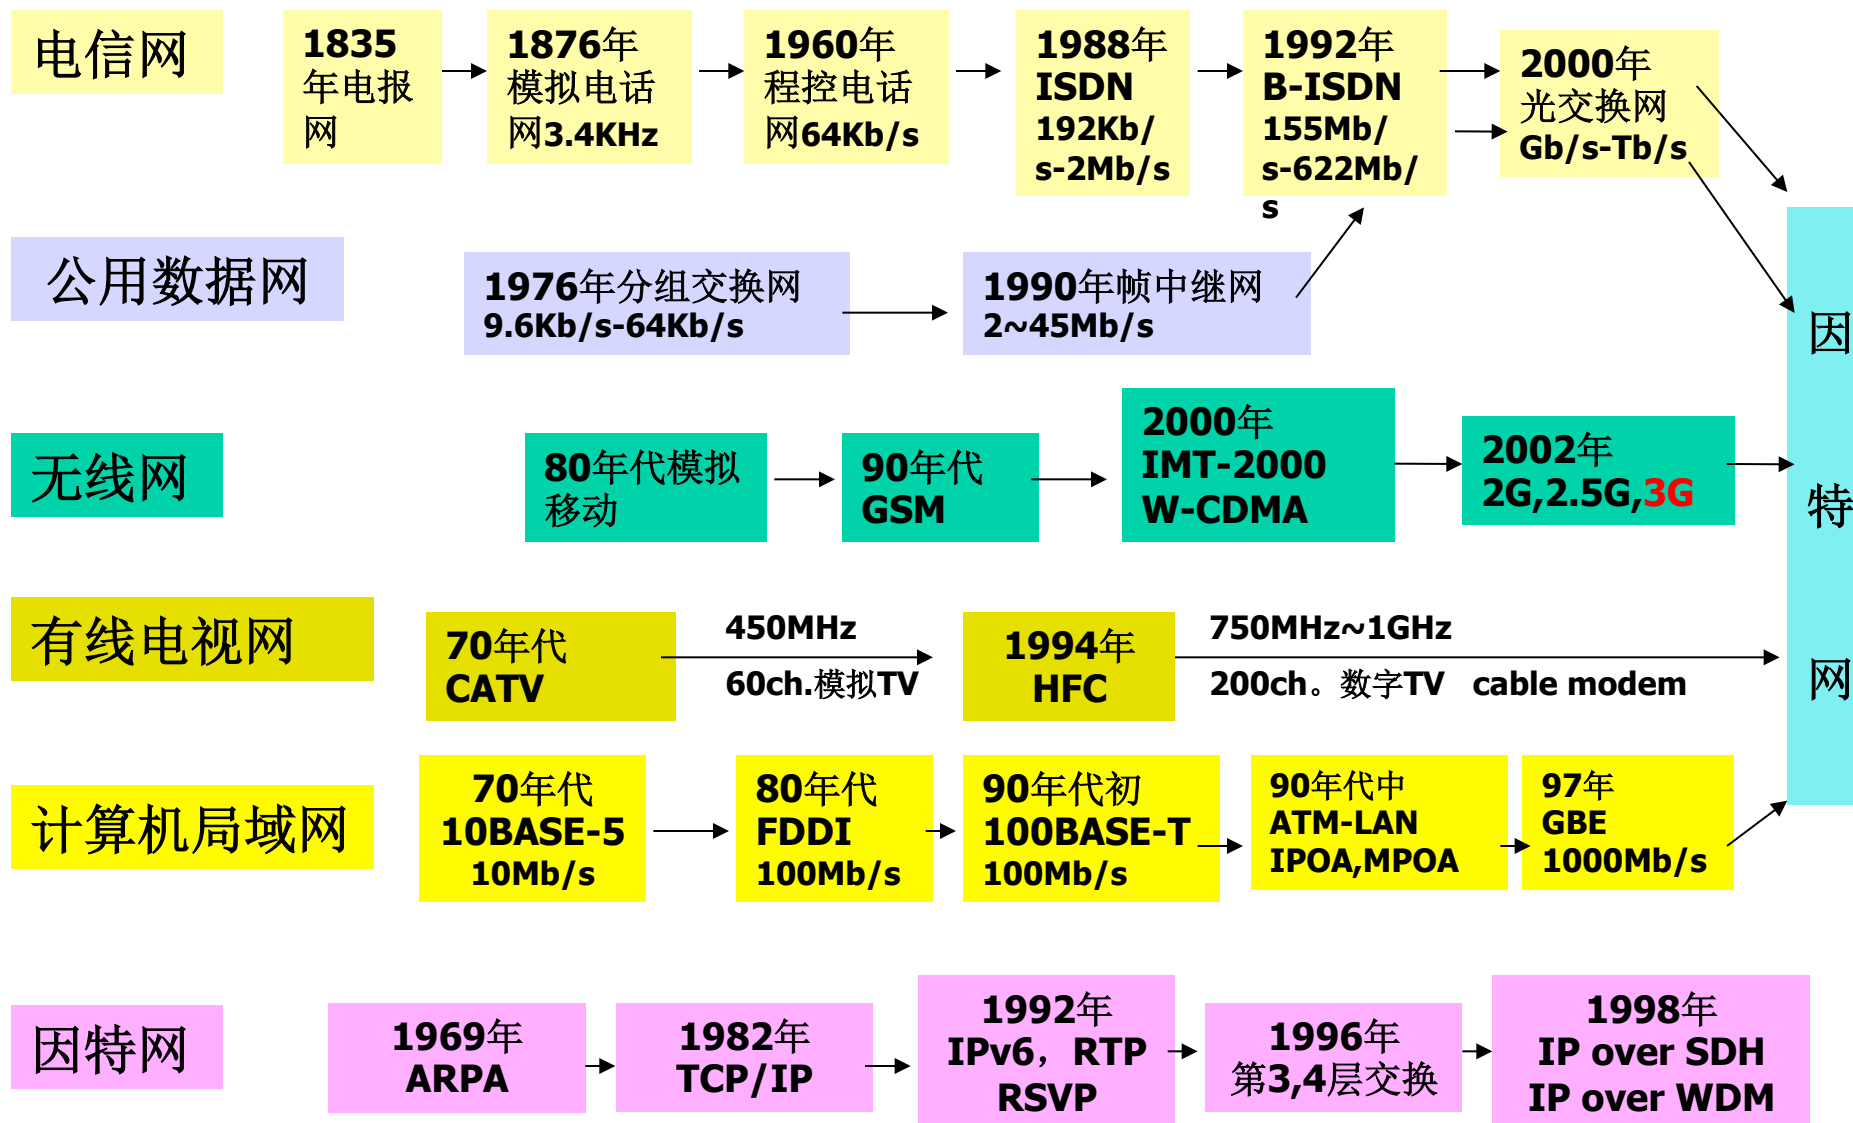 电信网
1835
年电报
网
1876年
模拟电话
网3.4KHz
1960年
程控电话
网64Kb/s
1988年
ISDN
192Kb/
s-2Mb/s
1992年
B-ISDN
155Mb/
s-622Mb/
s
2000年
光交换网
Gb/s-Tb/s
公用数据网
1976年分组交换网
9.6Kb/s-64Kb/s
1990年帧中继网
2~45Mb/s
无线网
80年代模拟
移动
90年代
GSM
2000年
IMT-2000
W-CDMA
2002年
2G,2.5G,3G
有线电视网
70年代
CATV
450MHz
60ch.模拟TV
1994年
HFC
750MHz~1GHz
200ch。数字TV cable modem
计算机局域网
70年代
10BASE-5
10Mb/s
80年代
FDDI
100Mb/s
90年代初
100BASE-T
100Mb/s
90年代中
ATM-LAN
IPOA,MPOA
97年
GBE
1000Mb/s
因
特
网
因特网
1969年
ARPA
1982年
TCP/IP
1992年
IPv6，RTP
RSVP
1996年
第3,4层交换
1998年
IP over SDH
IP over WDM